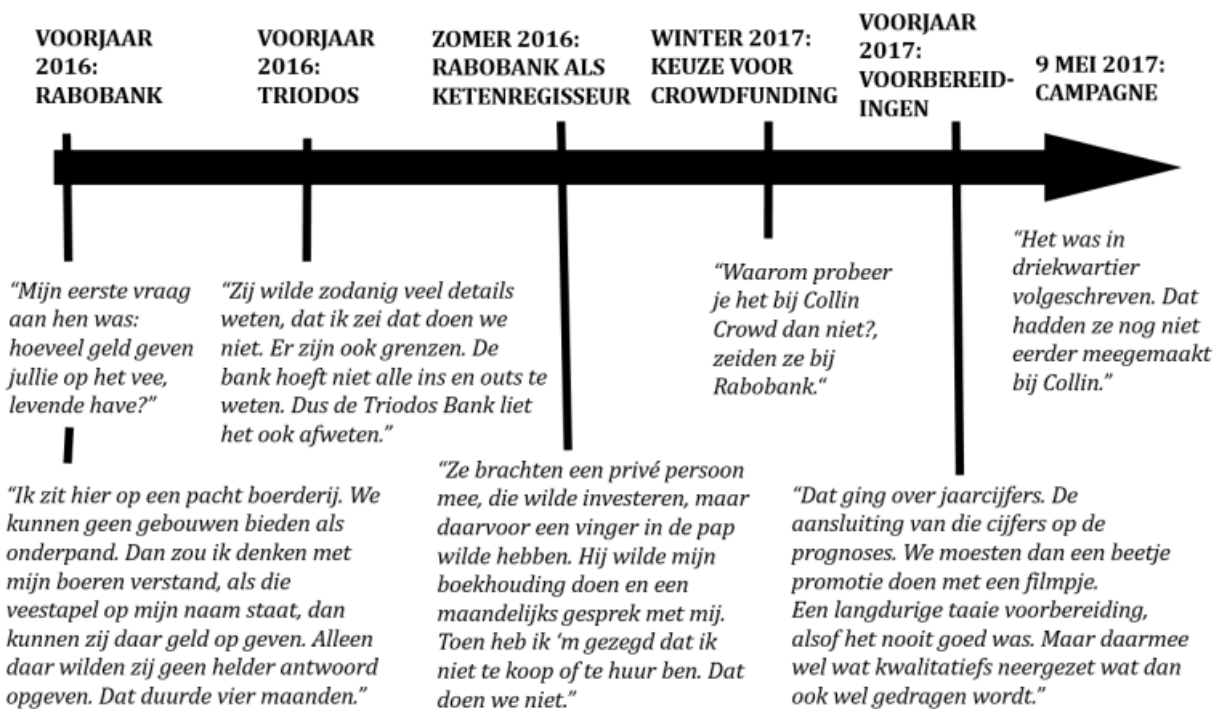 VOORJAAR
2016:
RABOBANK
VOORJAAR
2016:
TRIODOS
ZOMER 2016:
RABOBANK ALS
KETENREGISSEUR
WINTER 2017:
KEUZE VOOR
CROWDFUNDING
VOORJAAR
2017:
VOORBEREID-
INGEN
9 MEI 2017:
CAMPAGNE
“Mijn eerste vraag
aan hen was:
hoeveel geld geven
jullie op het vee,
levende have?”
“Ik zit hier op een pacht boerderij. We
kunnen geen gebouwen bieden als
onderpand. Dan zou ik denken met
mijn boeren verstand, als die
veestapel op mijn naam staat, dan
kunnen zij daar geld op geven. Alleen
daar wilden zij geen helder antwoord
opgeven. Dat duurde vier maanden.”
“Zij wilde zodanig veel details
weten, dat ik zei dat doen we
niet. Er zijn ook grenzen. De
bank hoeft niet alle ins en outs te
weten. Dus de Triodos Bank liet
het ook afweten.”
“Ze brachten een privé persoon
mee, die wilde investeren, maar
daarvoor een vinger in de pap
wilde hebben. Hij wilde mijn
boekhouding doen en een
maandelijks gesprek met mij.
Toen heb ik ‘m gezegd dat ik
niet te koop of te huur ben. Dat
doen we niet.”
“Waarom probeer
je het bij Collin
Crowd dan niet?,
zeiden ze bij
Rabobank.“
“Dat ging over jaarcijfers. De
aansluiting van die cijfers op de
prognoses. We moesten dan een beetje
promotie doen met een filmpje.
Een langdurige taaie voorbereiding,
alsof het nooit goed was. Maar daarmee
wel wat kwalitatiefs neergezet wat dan
ook wel gedragen wordt.”
“Het was in
driekwartier
volgeschreven. Dat
hadden ze nog niet
eerder meegemaakt
bij Collin.”